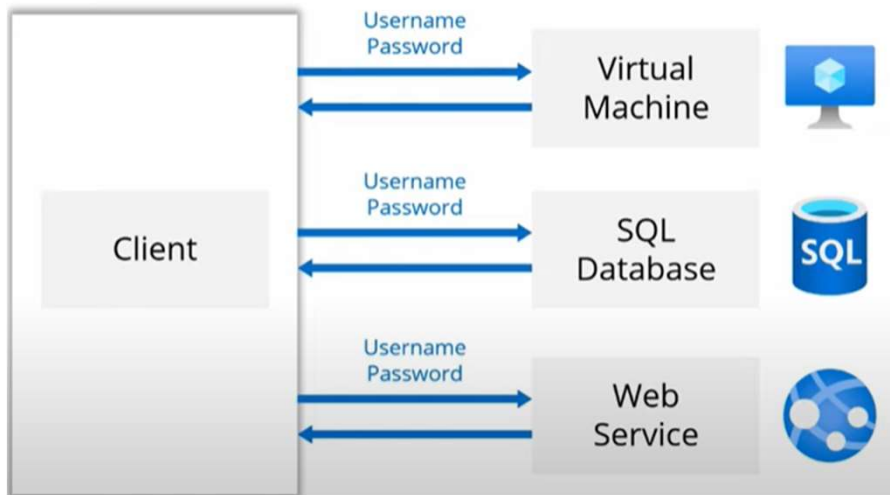 Username
Password
Virtual
Machine
Username
Password
Client
SQL
Database
SQL
Username
Password
Web
Service